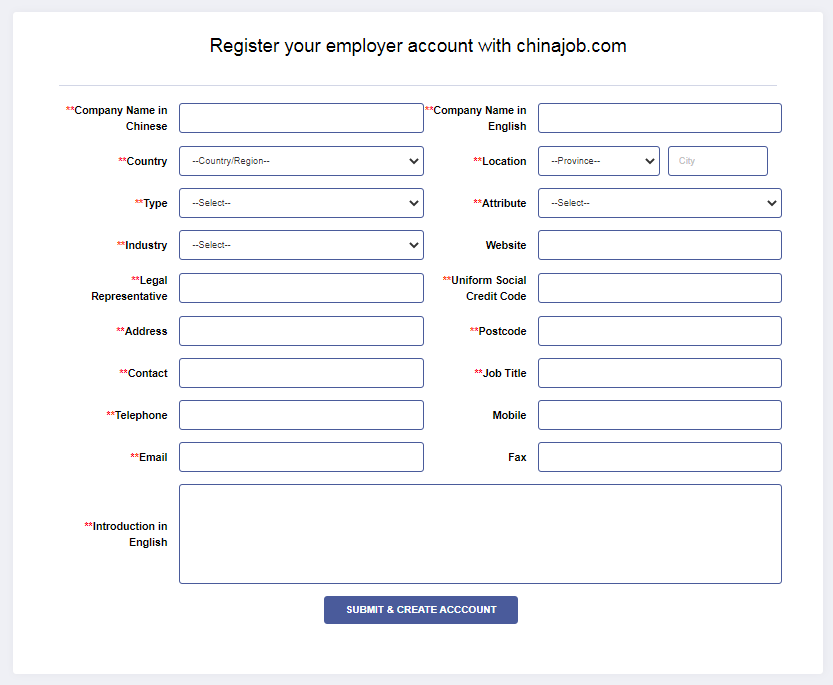 Register your employer account with chinajob.com
**Company Name in
Chinese
**Company Name in
English
**Country
--Country/Region--
**Location
--Province--
City
**Type
--Select--
**Attribute
--Select--
**Industry
--Select--
Website
**Legal
Representative
**Uniform Social
Credit Code
**Address
**Postcode
**Contact
**Job Title
**Telephone
Mobile
**Email
Fax
**Introduction in
English
SUBMIT & CREATE ACCCOUNT